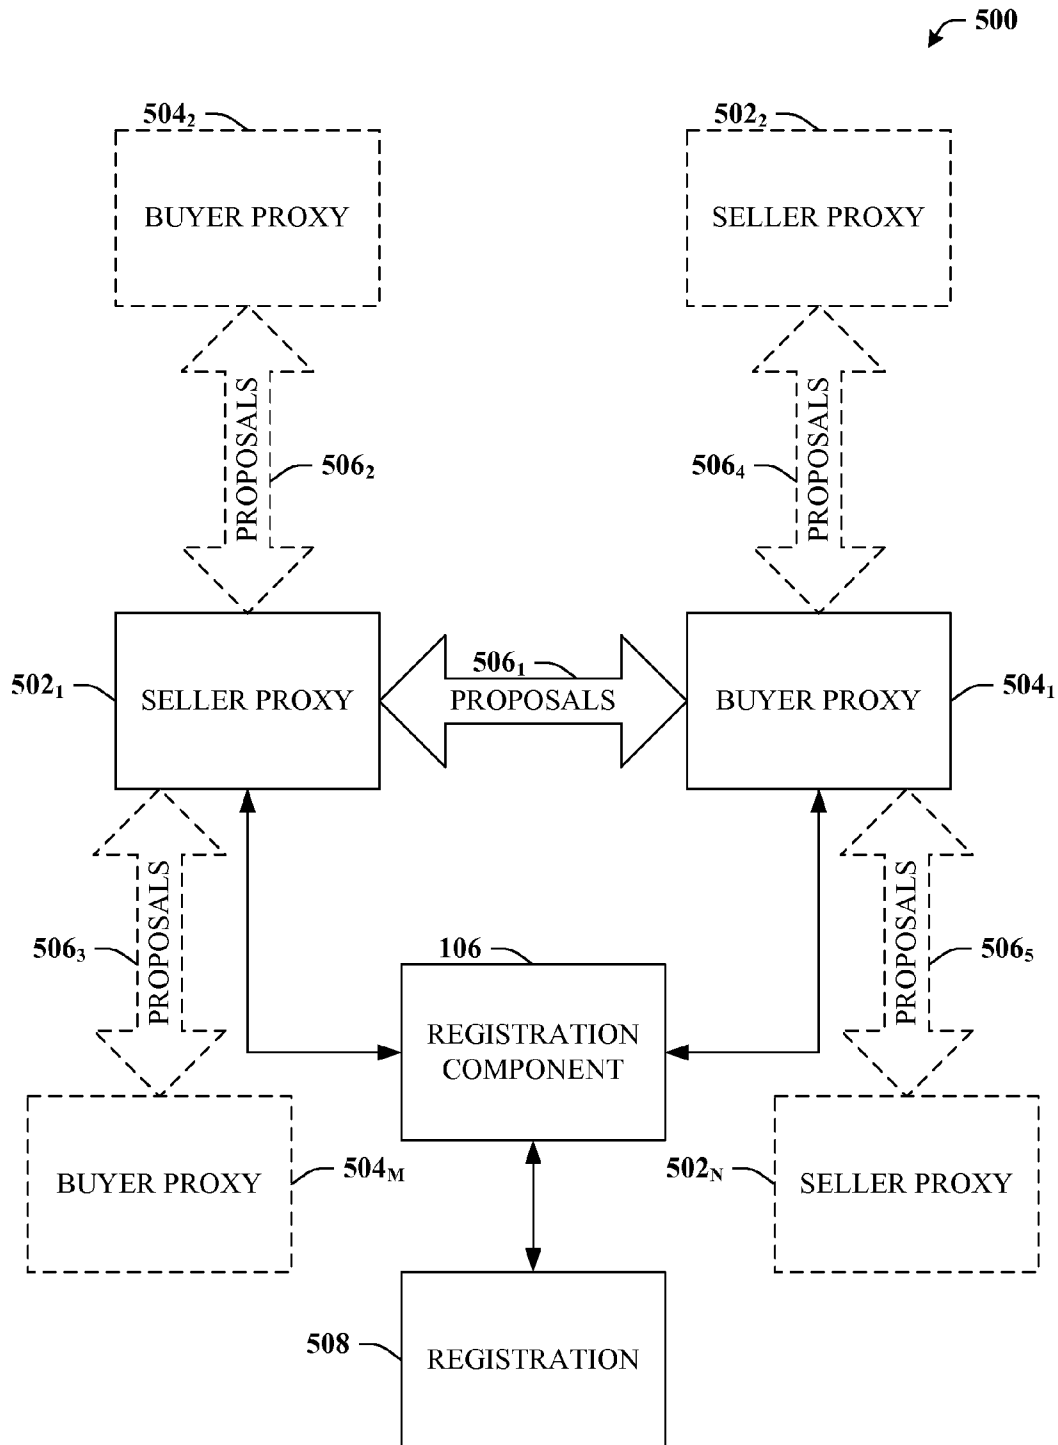 500
504₂
502₂
BUYER PROXY
SELLER PROXY
PROPOSALS
506₂
506₄
PROPOSALS
502₁
SELLER PROXY
506₁
PROPOSALS
BUYER PROXY
504₁
506₃
PROPOSALS
106
REGISTRATION
COMPONENT
PROPOSALS
506₅
BUYER PROXY
504M
502N
SELLER PROXY
508
REGISTRATION